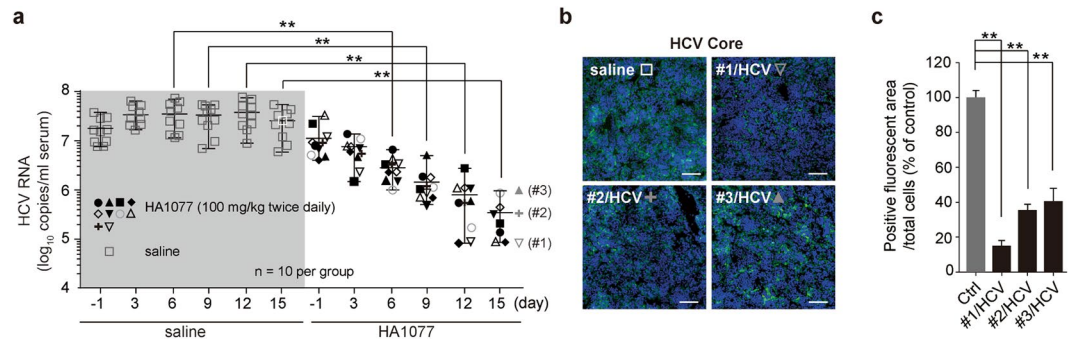 a
**
**
**
**
HCV RNA
(log10 copies/ml serum)
8
7
6
5
4
HA1077 (100 mg/kg twice daily)
saline
n = 10 per group
(#3)
(#2)
(#1)
-1 3 6 9 12 15 -1 3 6 9 12 15 (day)
saline HA1077
b
HCV Core
saline
#1/HCV
#2/HCV
#3/HCV
c
**
**
**
Positive fluorescent area
/total cells (% of control)
120
100
80
60
40
20
0
Ctrl
#1/HCV
#2/HCV
#3/HCV